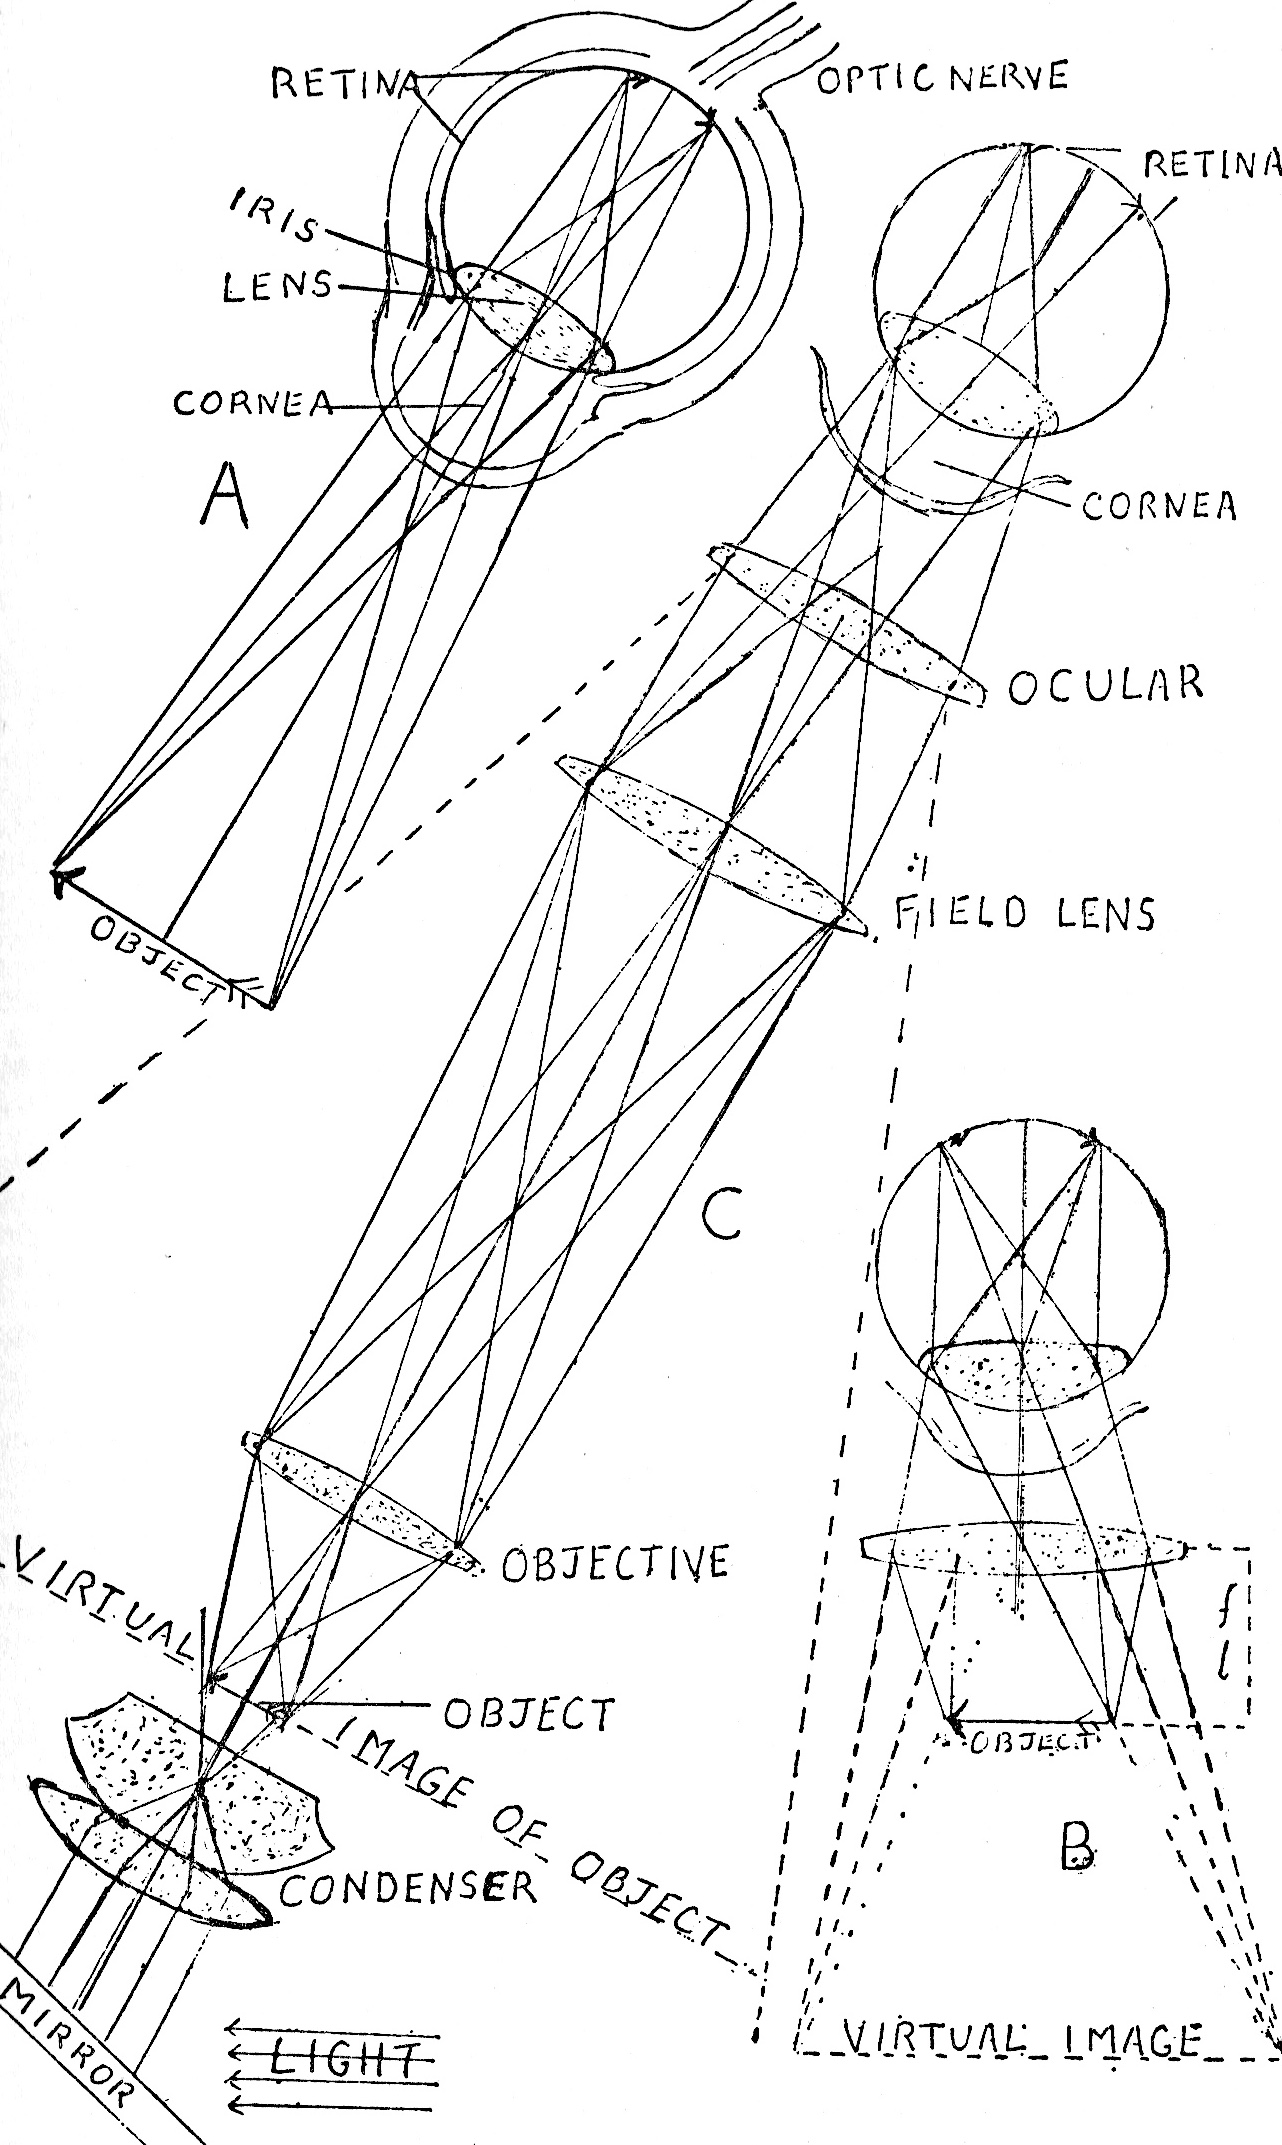 RETINA
OPTIC NERVE
RETINA
IRIS
LENS
CORNEA
A
CORNEA
OCULAR
OBJECT
FIELD LENS
C
OBJECTIVE
VIRTUAL IMAGE OF OBJECT
OBJECT
f
l
OBJECT
B
CONDENSER
MIRROR
LIGHT
VIRTUAL IMAGE